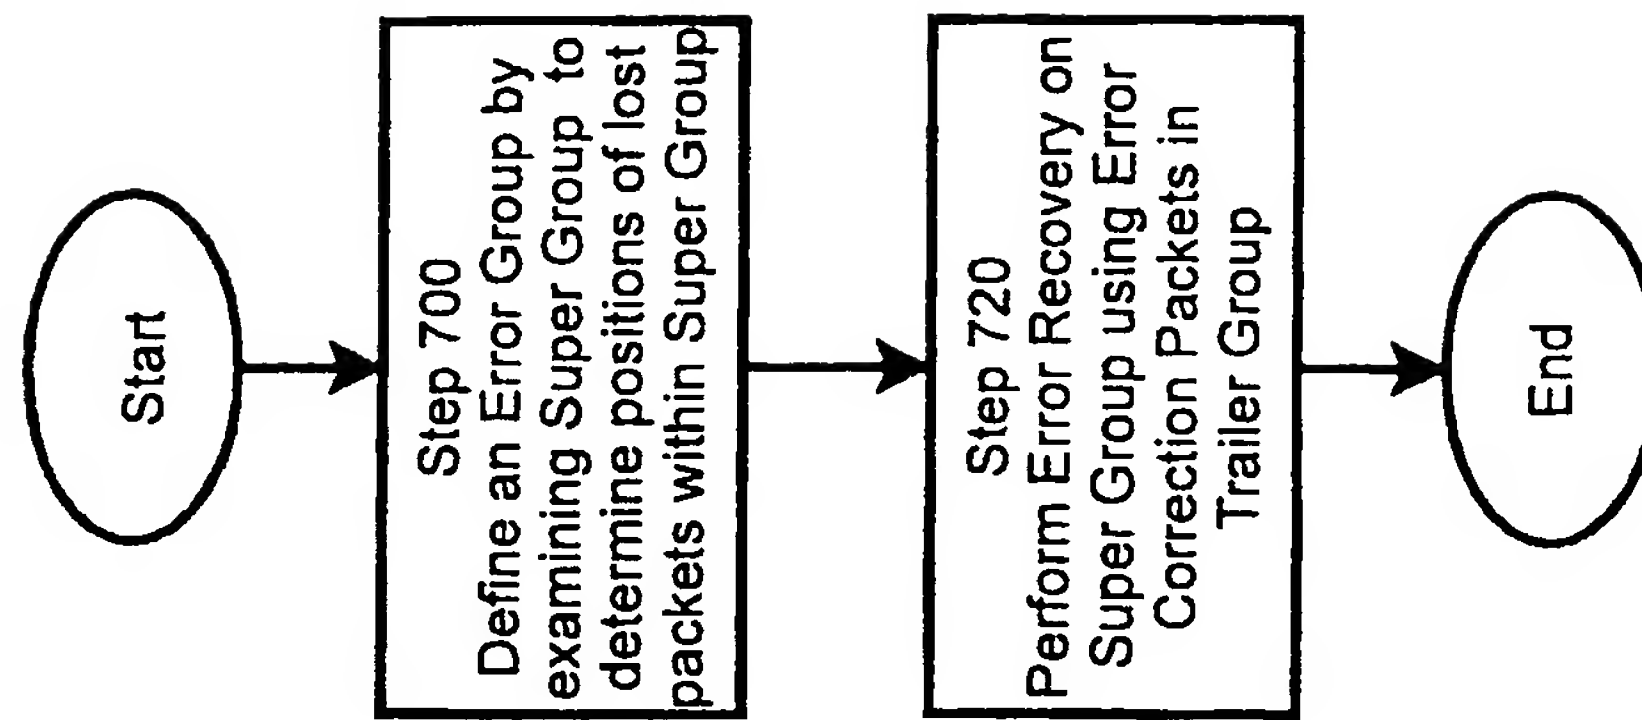 Start
Step 700
Define an Error Group by
examining Super Group to
determine positions of lost
packets within Super Group
Step 720
Perform Error Recovery on
Super Group using Error
Correction Packets in
Trailer Group
End